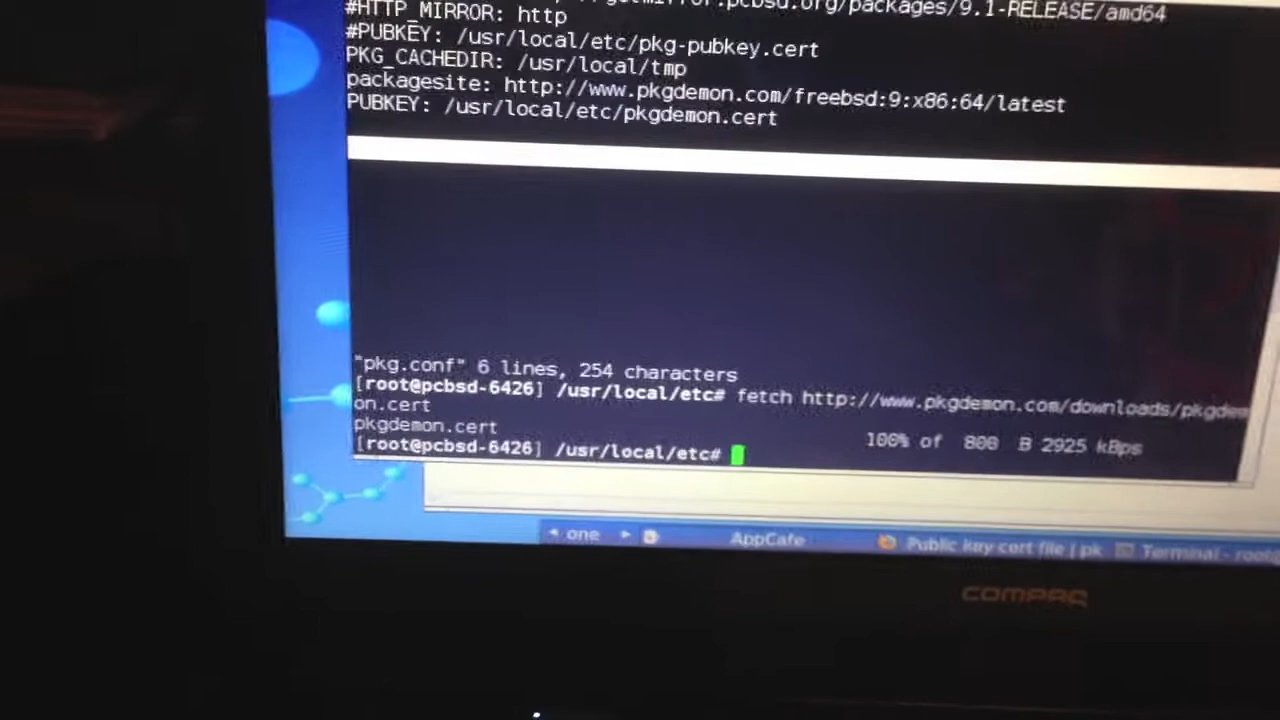 #HTTP_MIRROR: http
#PUBKEY: /usr/local/etc/pkg-pubkey.cert
PKG_CACHEDIR: /usr/local/tmp
packagesite: http://www.pkgdemon.com/freebsd:9:x86:64/latest
PUBKEY: /usr/local/etc/pkgdemon.cert
"pkg.conf" 6 lines, 254 characters
[root@pcbsd-6426] /usr/local/etc# fetch http://www.pkgdemon.com/downloads/pkgdem
on.cert
pkgdemon.cert 100% of 800 B 2925 kBps
[root@pcbsd-6426] /usr/local/etc#
one AppCafe Public key cert file | pk Terminal - root@
COMPAQ